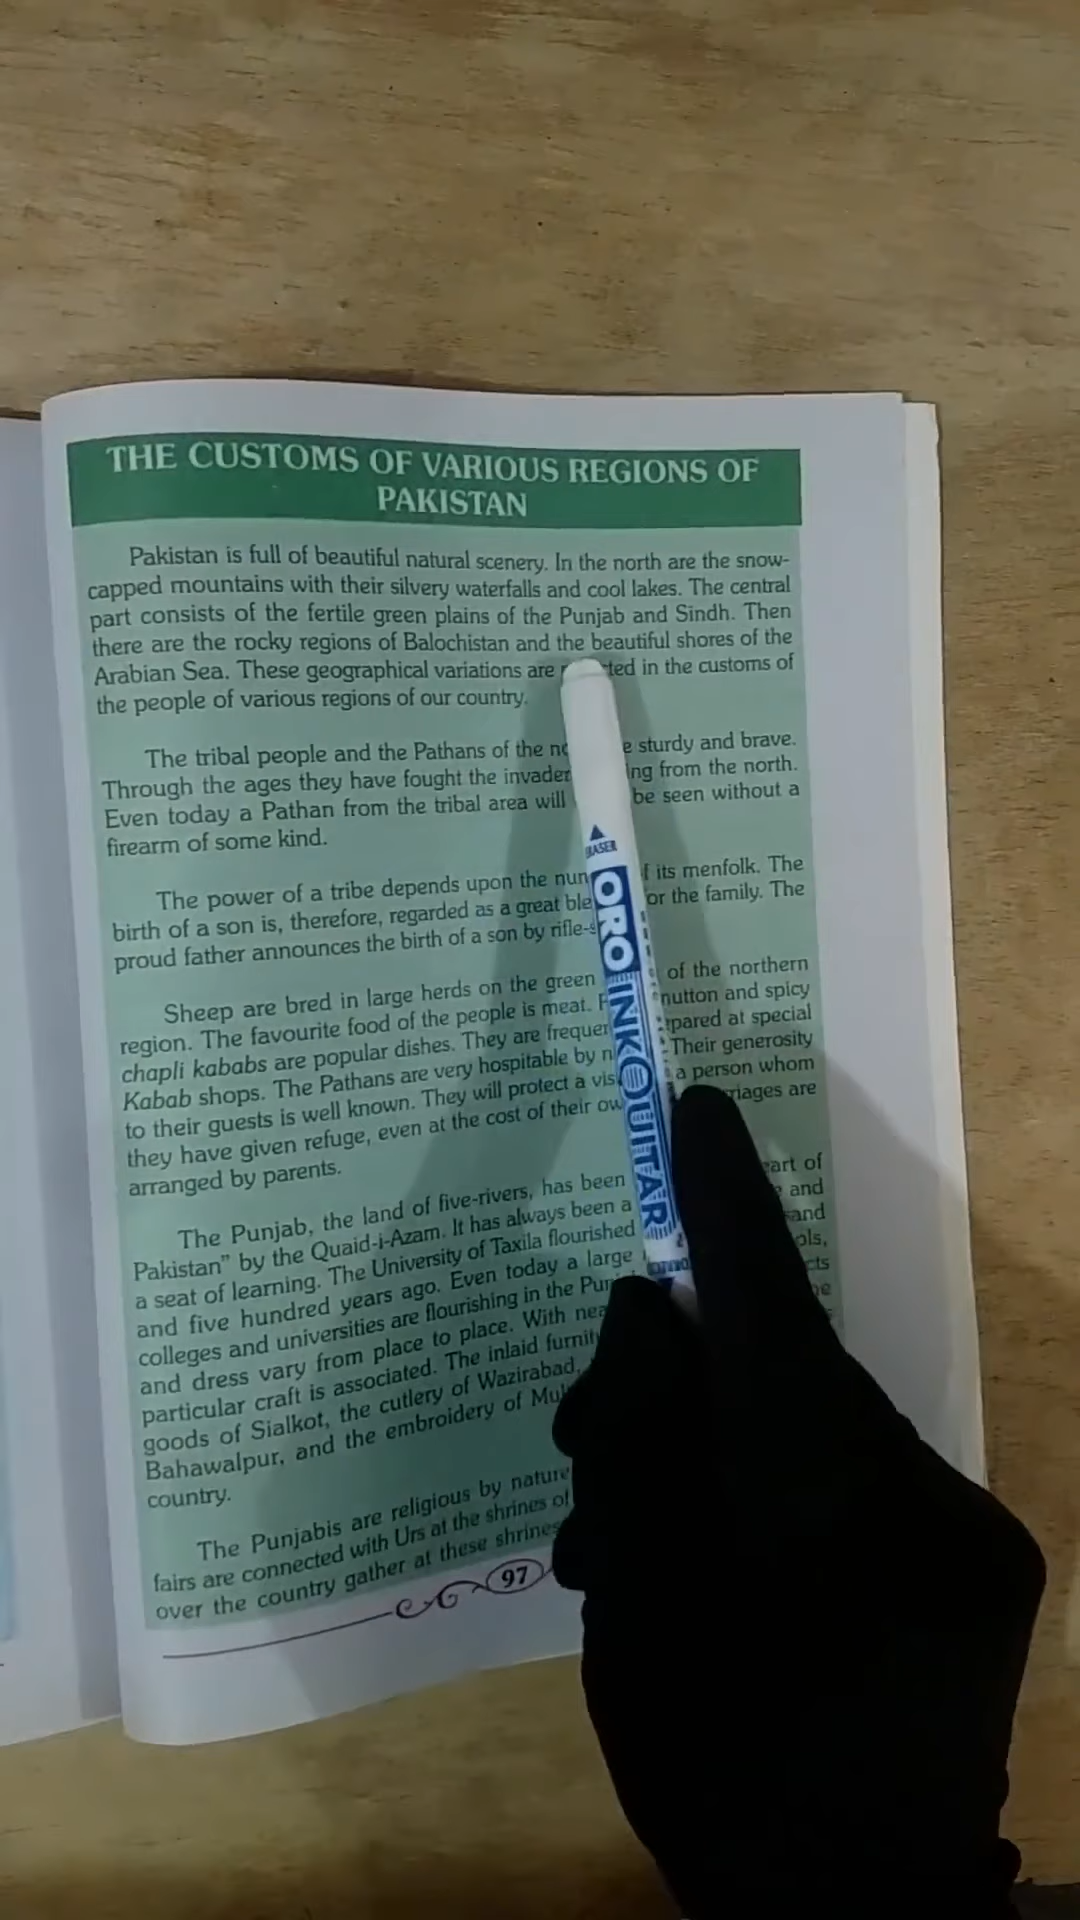 THE CUSTOMS OF VARIOUS REGIONS OF
PAKISTAN
Pakistan is full of beautiful natural scenery. In the north are the snow-
capped mountains with their silvery waterfalls and cool lakes. The central
part consists of the fertile green plains of the Punjab and Sindh. Then
there are the rocky regions of Balochistan and the beautiful shores of the
Arabian Sea. These geographical variations are in the customs of
the people of various regions of our country.
The tribal people and the Pathans of the sturdy and brave.
Through the ages they have fought the from the north.
Even today a Pathan from the tribal area will be seen without a
firearm of some kind.
The power of a tribe depends upon the its menfolk. The
birth of a son is, therefore, regarded as a great the family. The
proud father announces the birth of a son by
Sheep are bred in large herds on the green of the northern
region. The favourite food of the people is meat. mutton and spicy
chapli kababs are popular dishes. They are at special
Kabab shops. The Pathans are very hospitable by Their generosity
to their guests is well known. They will protect a a person whom
they have given refuge, even at the cost of their are
arranged by parents.
The Punjab, the land of five-rivers, has been of
Pakistan" by the Quaid-i-Azam. It has always been a and
a seat of learning. The University of Taxila flourished
and five hundred years ago. Even today a large
colleges and universities are flourishing in the
and dress vary from place to place. With
particular craft is associated. The inlaid
goods of Sialkot, the cutlery of Wazirabad,
Bahawalpur, and the embroidery of
country.
The Punjabis are religious by nature
fairs are connected with Urs at the shrines of
over the country gather at these
97
ERASER
ORO INKQUITAR